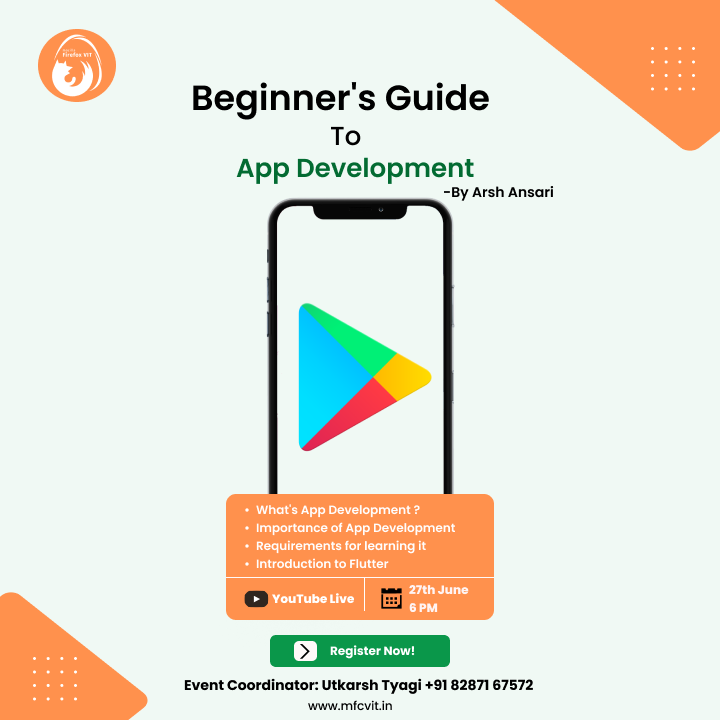 Firefox VIT
Beginner's Guide
To
App Development
-By Arsh Ansari
• What's App Development ?
• Importance of App Development
• Requirements for learning it
• Introduction to Flutter
YouTube Live
27th June
6 PM
Register Now!
Event Coordinator: Utkarsh Tyagi +91 82871 67572
www.mfcvit.in